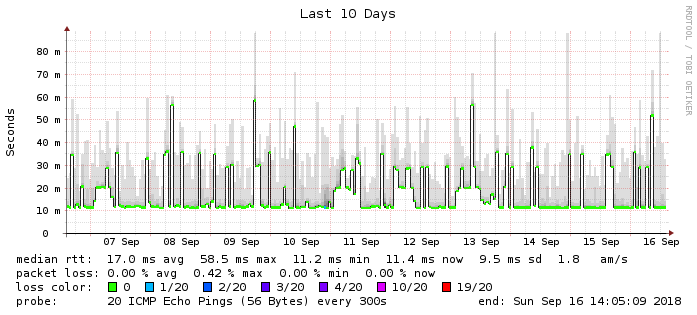 Last 10 Days
RRDTOOL / TOBI OETIKER
Seconds
80 m
70 m
60 m
50 m
40 m
30 m
20 m
10 m
0
07 Sep 08 Sep 09 Sep 10 Sep 11 Sep 12 Sep 13 Sep 14 Sep 15 Sep 16 Sep
median rtt: 17.0 ms avg 58.5 ms max 11.2 ms min 11.4 ms now 9.5 ms sd 1.8 am/s
packet loss: 0.00 % avg 0.42 % max 0.00 % min 0.00 % now
loss color: 0 1/20 2/20 3/20 4/20 10/20 19/20
probe: 20 ICMP Echo Pings (56 Bytes) every 300s end: Sun Sep 16 14:05:09 2018